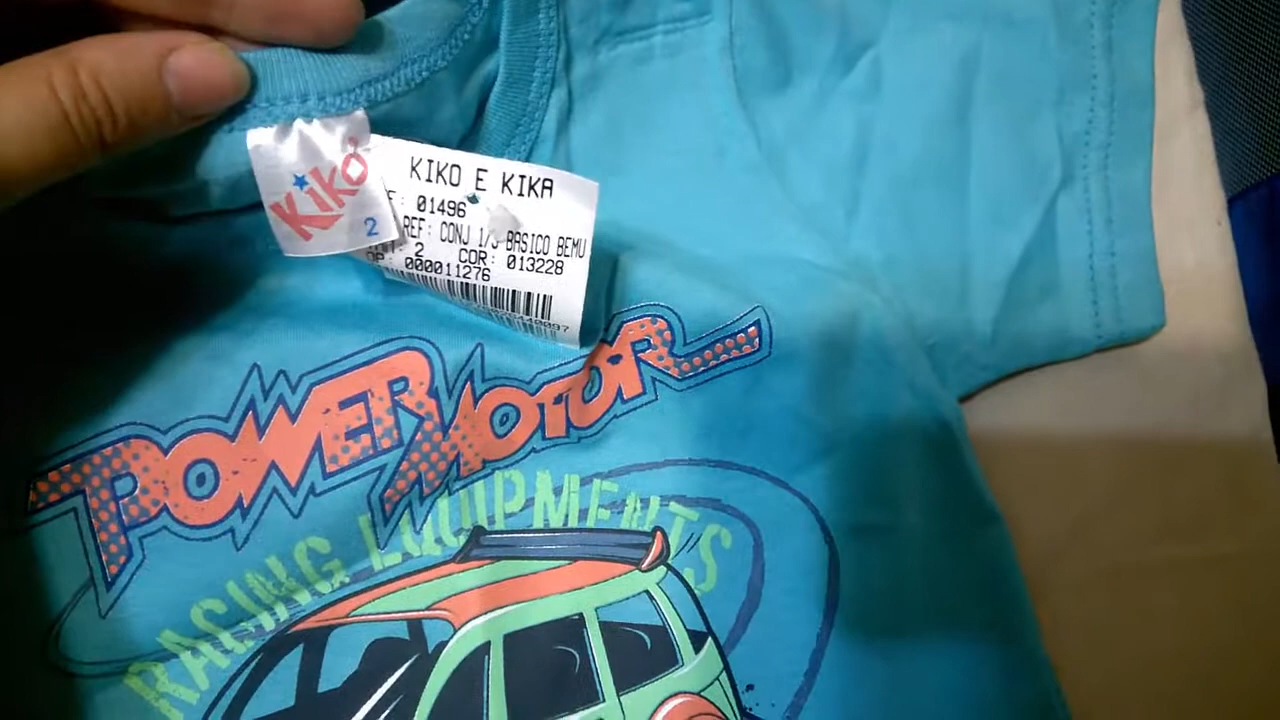 Kiko
2
KIKO E KIKA
: 01496
REF: CONJ 1/3 BASICO BEMU
: 2 COR: 013228
OP: 000011276
POWER MOTOR
RACING EQUIPMENTS